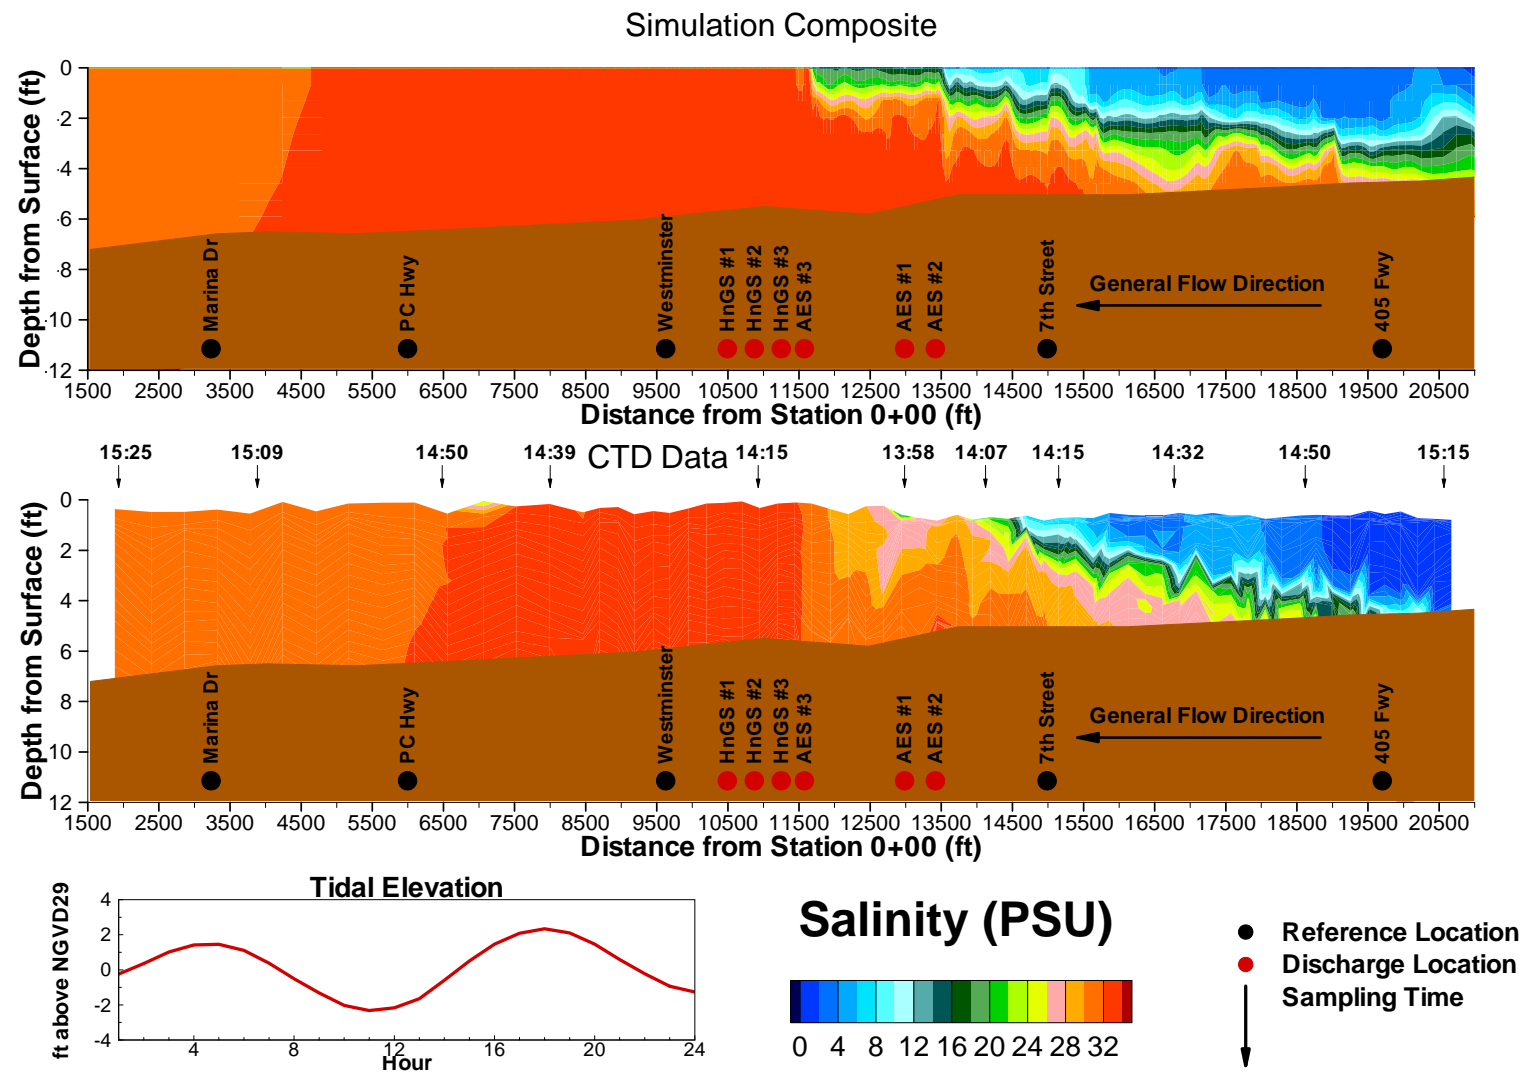 Simulation Composite
Depth from Surface (ft)
0
-2
-4
-6
-8
-10
-12
Marina Dr
PC Hwy
Westminster
HnGS #1
HnGS #2
HnGS #3
AES #3
AES #1
AES #2
7th Street
405 Fwy
General Flow Direction
1500 2500 3500 4500 5500 6500 7500 8500 9500 10500 11500 12500 13500 14500 15500 16500 17500 18500 19500 20500
Distance from Station 0+00 (ft)
CTD Data
15:25 15:09 14:50 14:39 14:15 13:58 14:07 14:15 14:32 14:50 15:15
Depth from Surface (ft)
0
2
4
6
8
10
12
Marina Dr
PC Hwy
Westminster
HnGS #1
HnGS #2
HnGS #3
AES #3
AES #1
AES #2
7th Street
405 Fwy
General Flow Direction
1500 2500 3500 4500 5500 6500 7500 8500 9500 10500 11500 12500 13500 14500 15500 16500 17500 18500 19500 20500
Distance from Station 0+00 (ft)
Tidal Elevation
ft above NGVD29
4
2
0
-2
-4
4 8 12 16 20 24
Hour
Salinity (PSU)
0 4 8 12 16 20 24 28 32
Reference Location
Discharge Location
Sampling Time